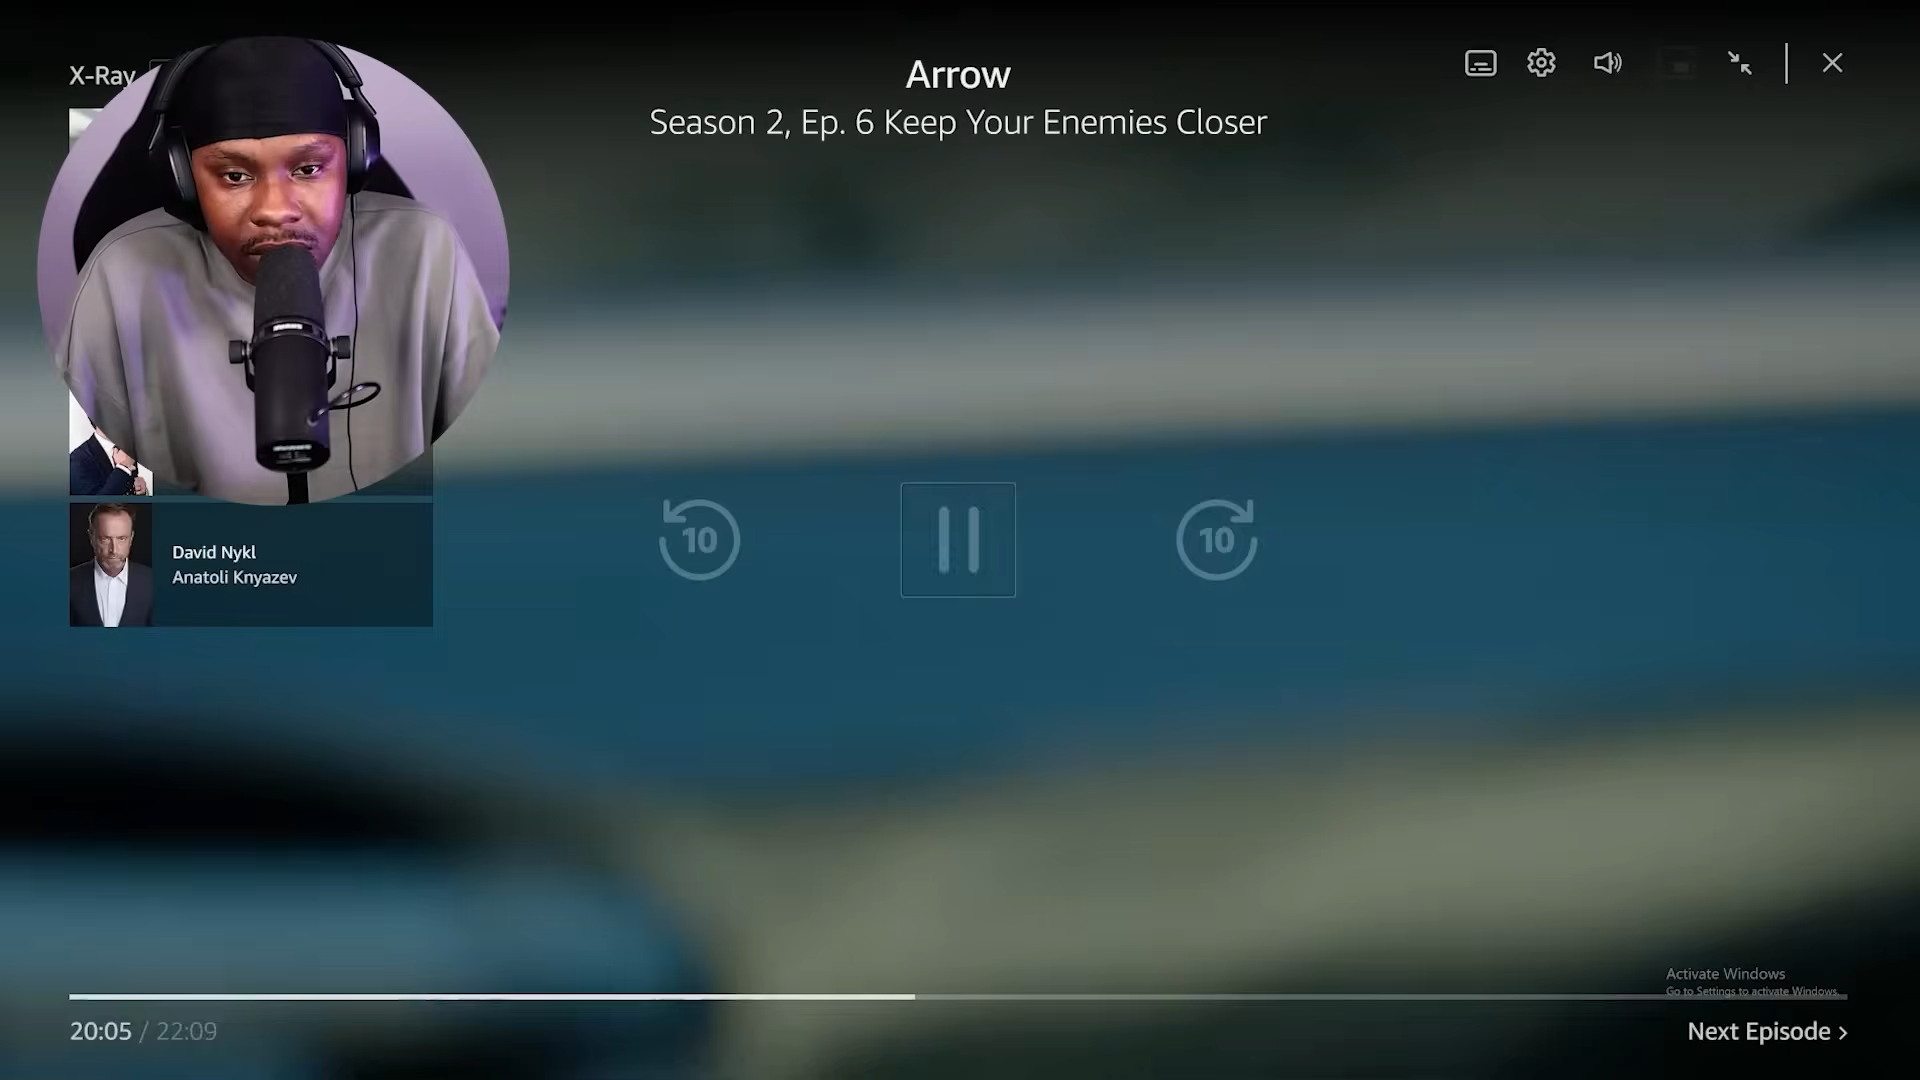 X-Ray
Arrow
Season 2, Ep. 6 Keep Your Enemies Closer
10
10
David Nykl
Anatoli Knyazev
Activate Windows
Go to Settings to activate Windows.
20:05 / 22:09
Next Episode